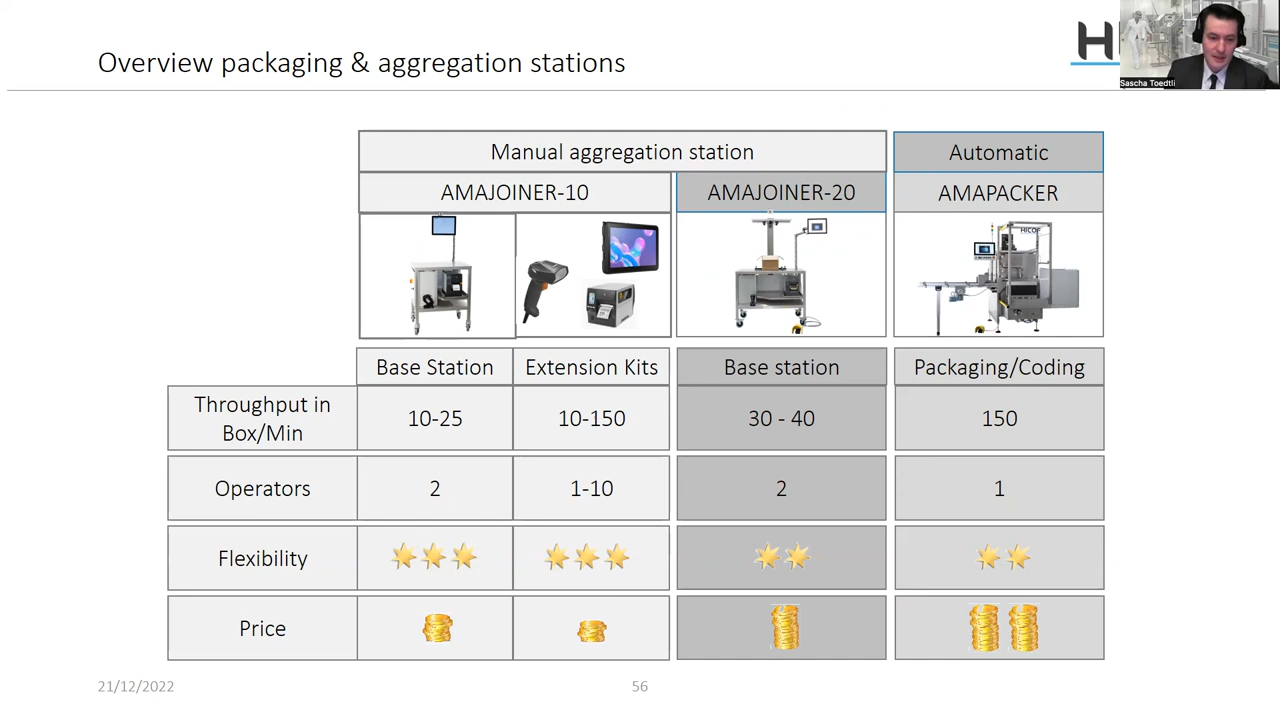 Overview packaging & aggregation stations
Sascha Toedtli
Manual aggregation station
Automatic
AMAJOINER-10
AMAJOINER-20
AMAPACKER
HICOF
Base Station
Extension Kits
Base station
Packaging/Coding
Throughput in
Box/Min
10-25
10-150
30 - 40
150
Operators
2
1-10
2
1
Flexibility
Price
21/12/2022
56